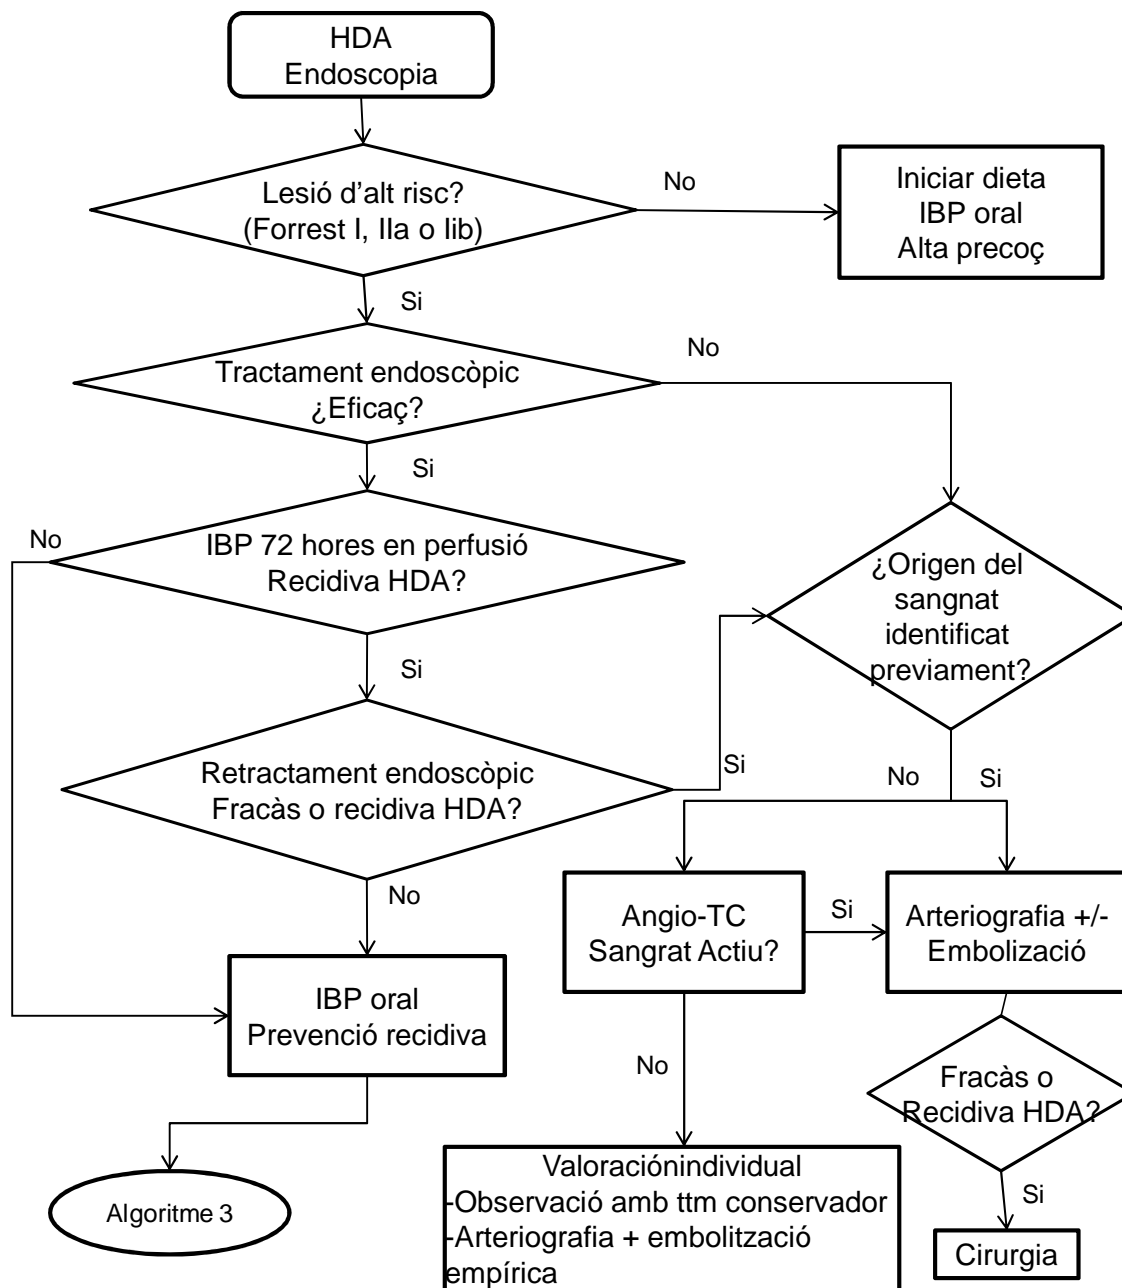 HDA
Endoscopia
Lesió d'alt risc?
(Forrest I, IIa o Iib)
No
Iniciar dieta
IBP oral
Alta precoç
Si
Tractament endoscòpic
¿Eficaç?
No
Si
No
IBP 72 hores en perfusió
Recidiva HDA?
¿Origen del
sangnat
identificat
previament?
Si
Retractament endoscòpic
Fracàs o recidiva HDA?
Si
No
Si
No
Angio-TC
Sangrat Actiu?
Si
Arteriografia +/-
Embolizació
IBP oral
Prevenció recidiva
No
Fracàs o
Recidiva HDA?
Valoraciónindividual
-Observació amb ttm conservador
-Arteriografia + embolització
empírica
Si
Algoritme 3
Cirurgia